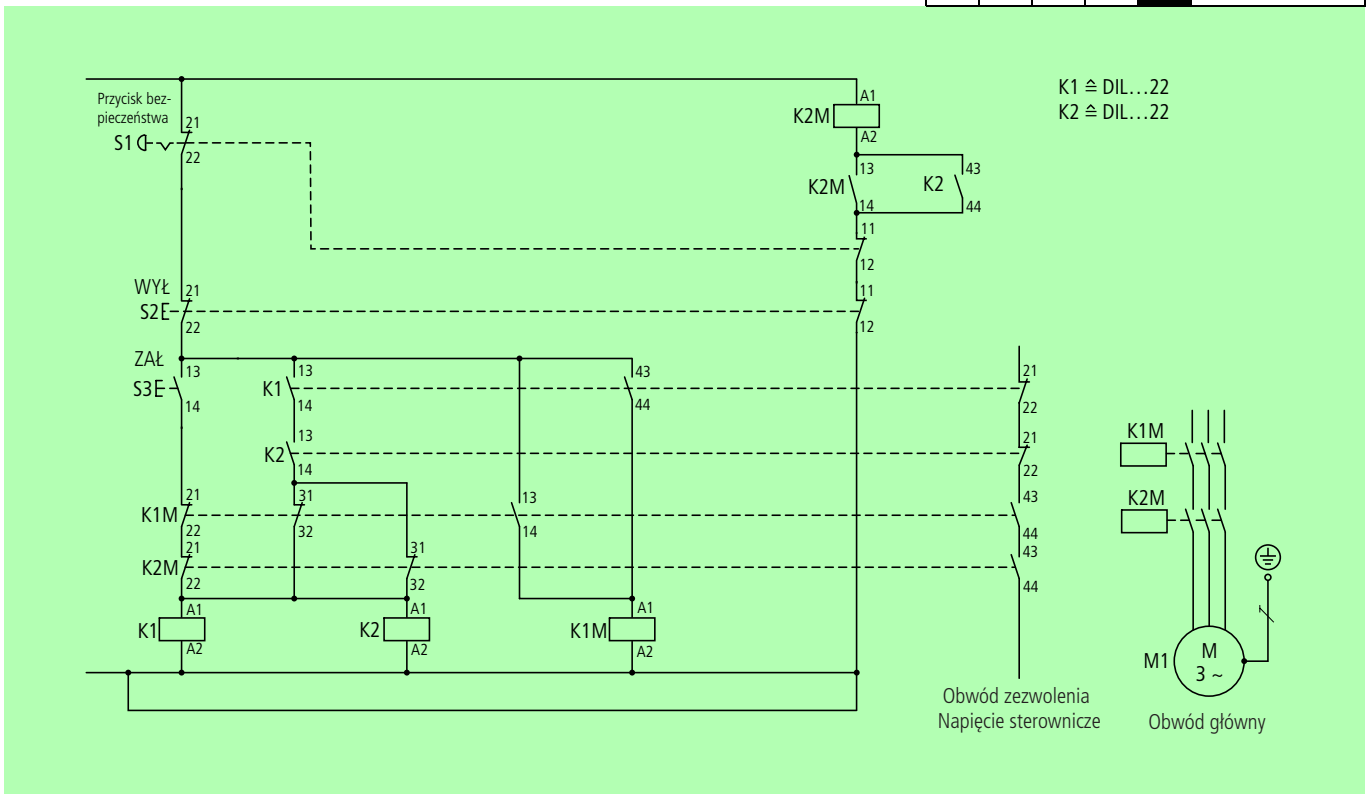 Przycisk bez-
pieczeństwa
21
S1
22
A1
K2M
A2
K1 ≙ DIL...22
K2 ≙ DIL...22
13
43
K2M
K2
14
44
11
12
WYŁ
21
11
S2
22
12
ZAŁ
13
13
43
21
S3
14
K1
14
44
22
13
21
K2
14
22
21
31
13
43
K1M
22
32
14
44
21
31
43
K2M
22
32
44
A1
A1
A1
K1
K2
K1M
A2
A2
A2
K1M
K2M
M1
M
3 ~
Obwód zezwolenia
Napięcie sterownicze
Obwód główny